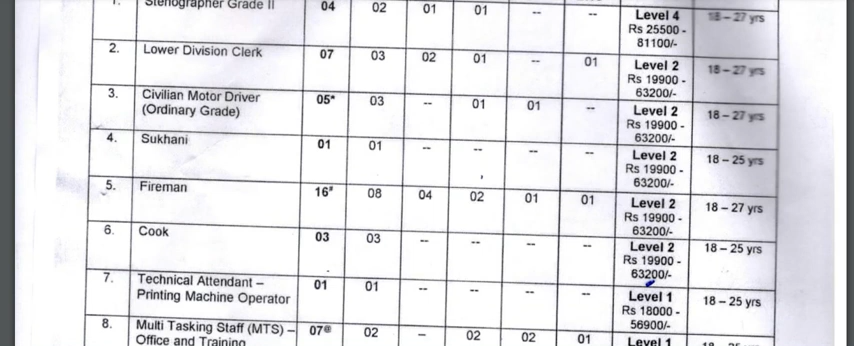 1. Stenographer Grade II 04 02 01 01 -- -- Level 4 18 – 27 yrs
Rs 25500 -
81100/-
2. Lower Division Clerk 07 03 02 01 -- 01 Level 2 18 – 27 yrs
Rs 19900 -
63200/-
3. Civilian Motor Driver 05* 03 -- 01 01 -- Level 2 18 – 27 yrs
(Ordinary Grade) Rs 19900 -
63200/-
4. Sukhani 01 01 -- -- -- -- Level 2 18 – 25 yrs
Rs 19900 -
63200/-
5. Fireman 16# 08 04 02 01 01 Level 2 18 – 27 yrs
Rs 19900 -
63200/-
6. Cook 03 03 -- -- -- -- Level 2 18 – 25 yrs
Rs 19900 -
63200/-
7. Technical Attendant – 01 01 -- -- -- -- Level 1 18 – 25 yrs
Printing Machine Operator Rs 18000 -
56900/-
8. Multi Tasking Staff (MTS) – 07@ 02 – 02 02 01 Level 1
Office and Training